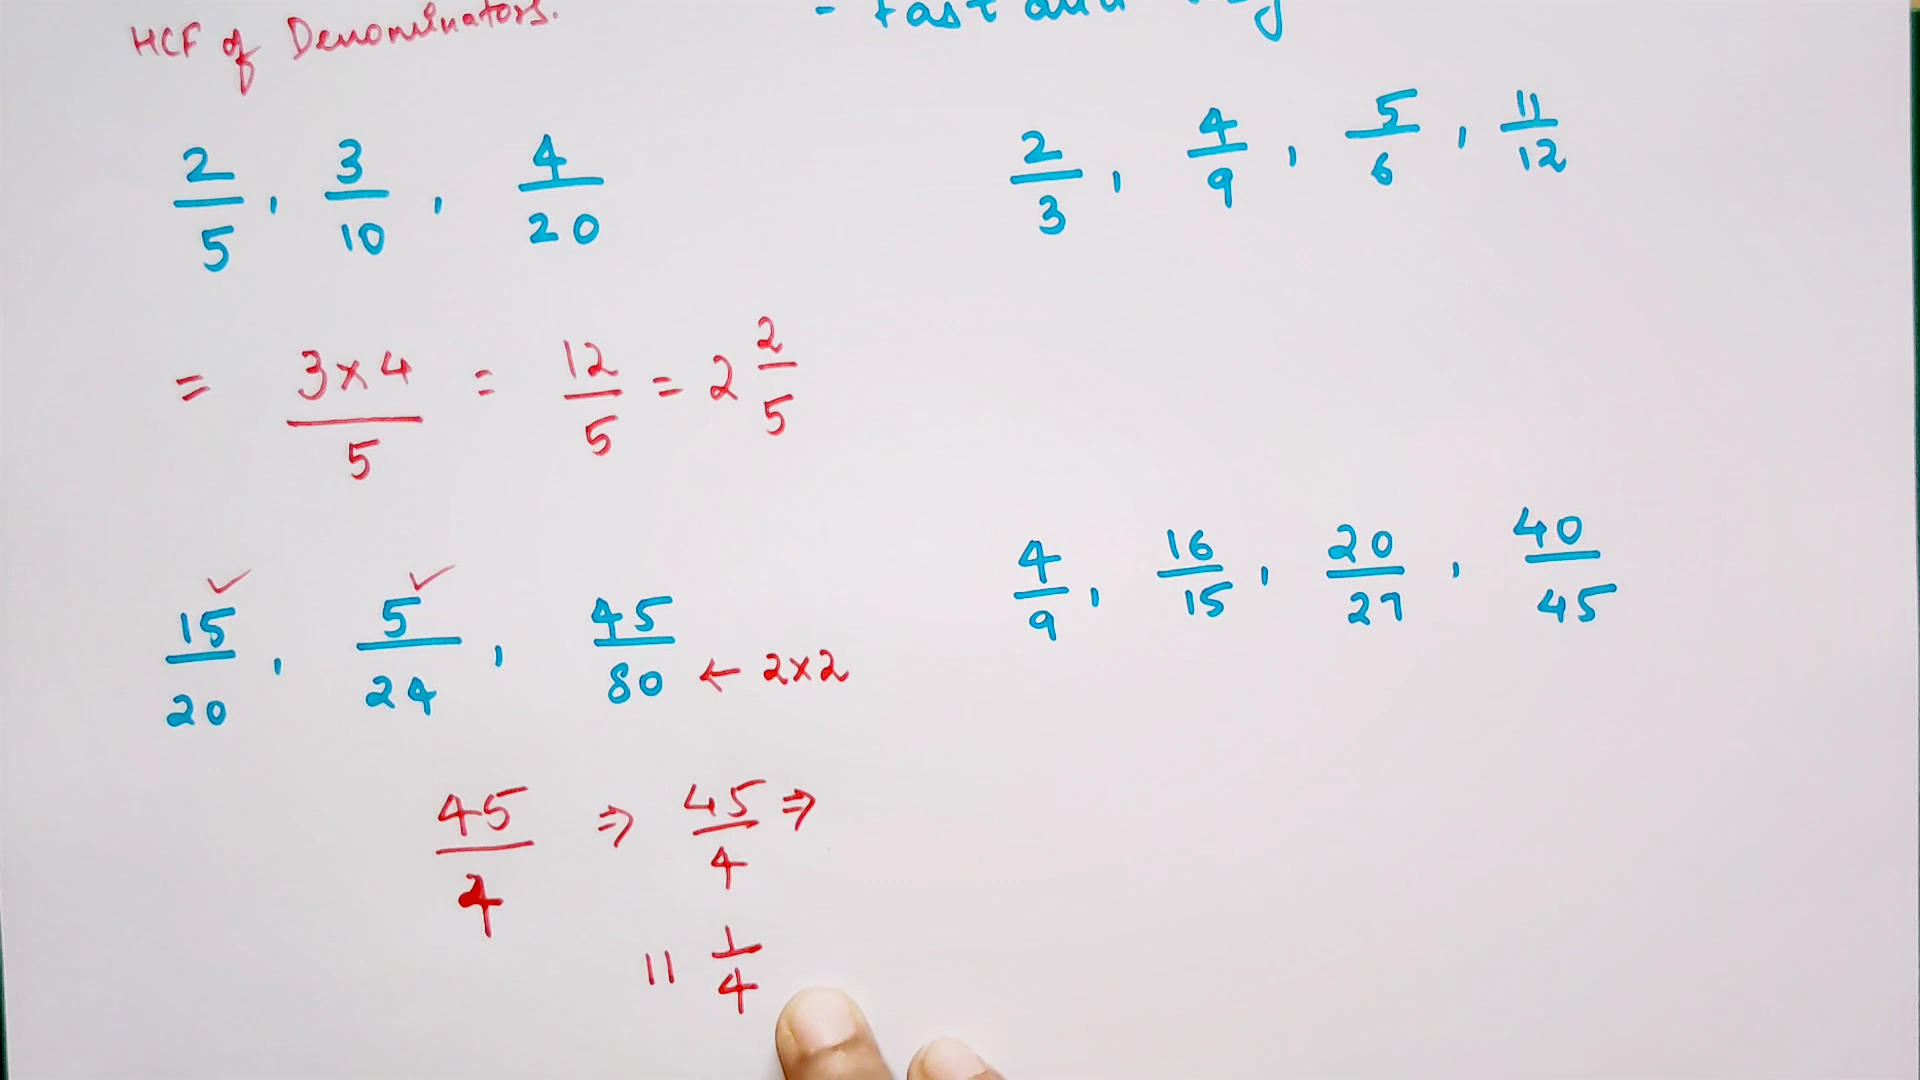 HCF of Denominators.
- Fast and
2/5, 3/10, 4/20
= 3×4/5 = 12/5 = 2 2/5
15/20, 5/24, 45/80 ← 2×2
45/4 ⇒ 45/4 ⇒
11 1/4
2/3, 4/9, 5/6, 11/12
4/9, 16/15, 20/27, 40/45